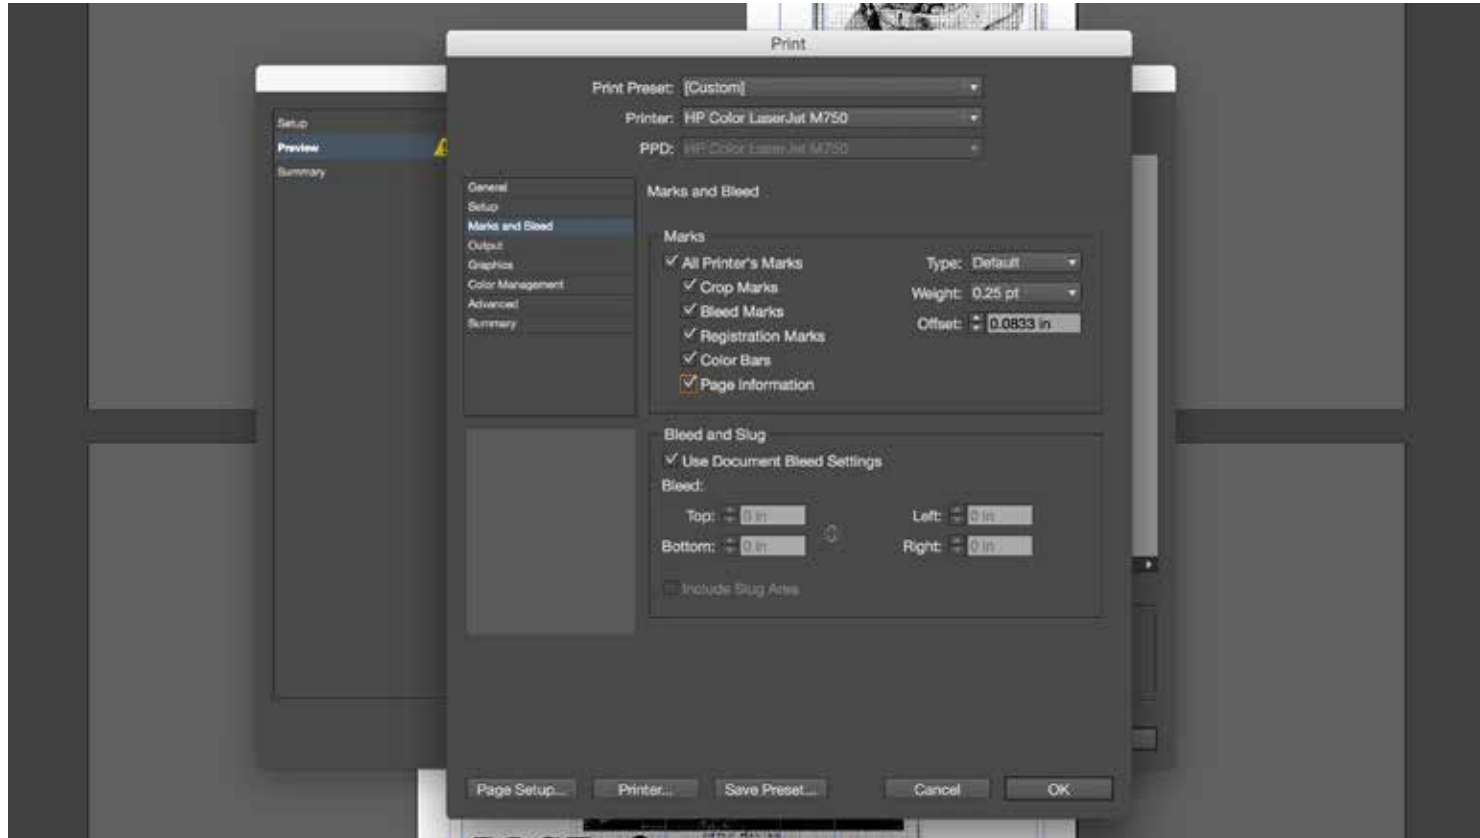 Print
Print Preset: [Custom]
Printer: HP Color LaserJet M750
PPD: HP Color LaserJet M750
Setup
Preview
Summary
General
Setup
Marks and Bleed
Output
Graphics
Color Management
Advanced
Summary
Marks and Bleed
Marks
All Printer's Marks
Crop Marks
Bleed Marks
Registration Marks
Color Bars
Page Information
Type: Default
Weight: 0.25 pt
Offset: 0.0833 in
Bleed and Slug
Use Document Bleed Settings
Bleed:
Top: 0 in
Bottom: 0 in
Left: 0 in
Right: 0 in
Include Slug Area
Page Setup...
Printer...
Save Preset...
Cancel
OK